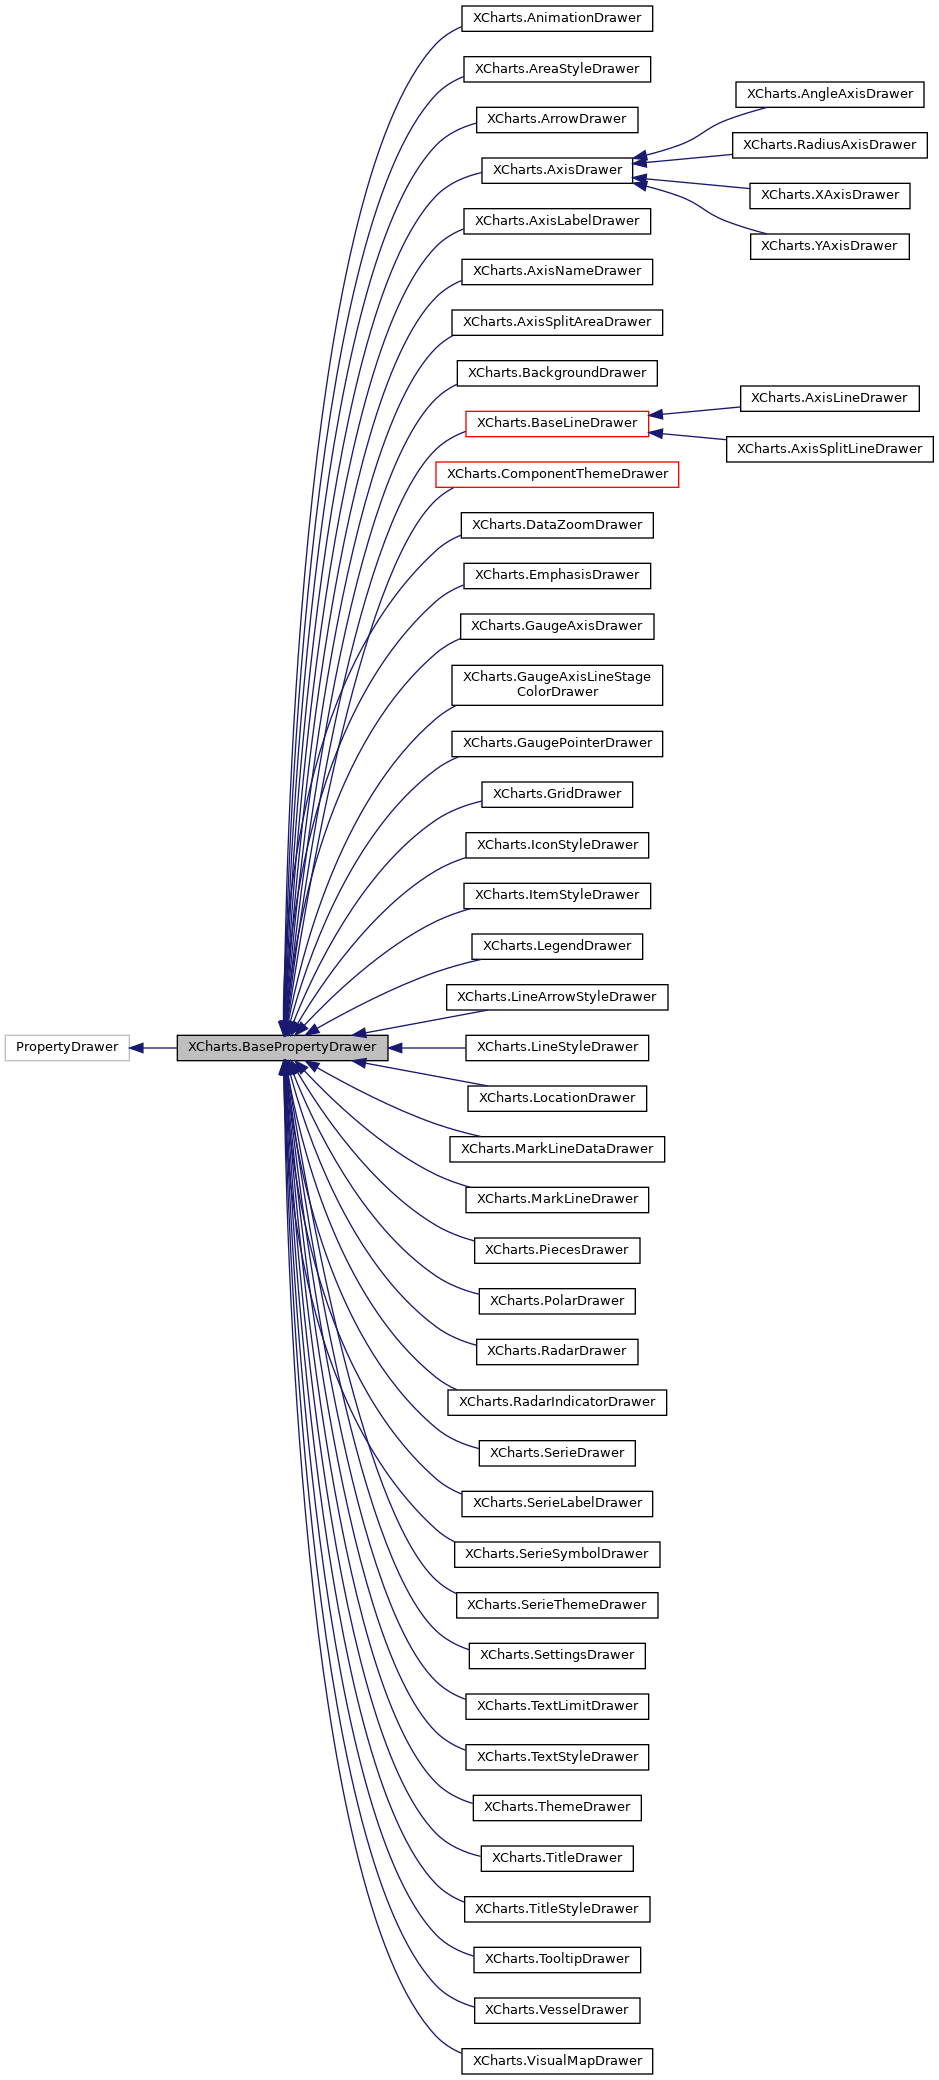 XCharts.AnimationDrawer
XCharts.AreaStyleDrawer
XCharts.AngleAxisDrawer
XCharts.ArrowDrawer
XCharts.RadiusAxisDrawer
XCharts.AxisDrawer
XCharts.XAxisDrawer
XCharts.AxisLabelDrawer
XCharts.YAxisDrawer
XCharts.AxisNameDrawer
XCharts.AxisSplitAreaDrawer
XCharts.BackgroundDrawer
XCharts.AxisLineDrawer
XCharts.BaseLineDrawer
XCharts.AxisSplitLineDrawer
XCharts.ComponentThemeDrawer
XCharts.DataZoomDrawer
XCharts.EmphasisDrawer
XCharts.GaugeAxisDrawer
XCharts.GaugeAxisLineStage
ColorDrawer
XCharts.GaugePointerDrawer
XCharts.GridDrawer
XCharts.IconStyleDrawer
XCharts.ItemStyleDrawer
XCharts.LegendDrawer
XCharts.LineArrowStyleDrawer
PropertyDrawer
XCharts.BasePropertyDrawer
XCharts.LineStyleDrawer
XCharts.LocationDrawer
XCharts.MarkLineDataDrawer
XCharts.MarkLineDrawer
XCharts.PiecesDrawer
XCharts.PolarDrawer
XCharts.RadarDrawer
XCharts.RadarIndicatorDrawer
XCharts.SerieDrawer
XCharts.SerieLabelDrawer
XCharts.SerieSymbolDrawer
XCharts.SerieThemeDrawer
XCharts.SettingsDrawer
XCharts.TextLimitDrawer
XCharts.TextStyleDrawer
XCharts.ThemeDrawer
XCharts.TitleDrawer
XCharts.TitleStyleDrawer
XCharts.TooltipDrawer
XCharts.VesselDrawer
XCharts.VisualMapDrawer